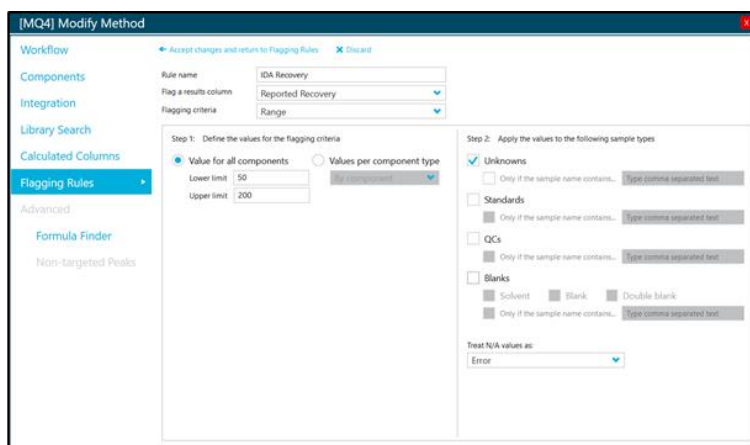 [MQ4] Modify Method
x
Workflow
Components
Integration
Library Search
Calculated Columns
Flagging Rules
Advanced
Formula Finder
Non-targeted Peaks
Accept changes and return to Flagging Rules Discard
Rule name IDA Recovery
Flag a results column Reported Recovery
Flagging criteria Range
Step 1: Define the values for the flagging criteria
Value for all components Values per component type
Lower limit 50 By component
Upper limit 200
Step 2: Apply the values to the following sample types
Unknowns
Only if the sample name contains... Type comma separated text
Standards
Only if the sample name contains... Type comma separated text
QCs
Only if the sample name contains... Type comma separated text
Blanks
Solvent Blank Double blank
Only if the sample name contains... Type comma separated text
Treat N/A values as:
Error